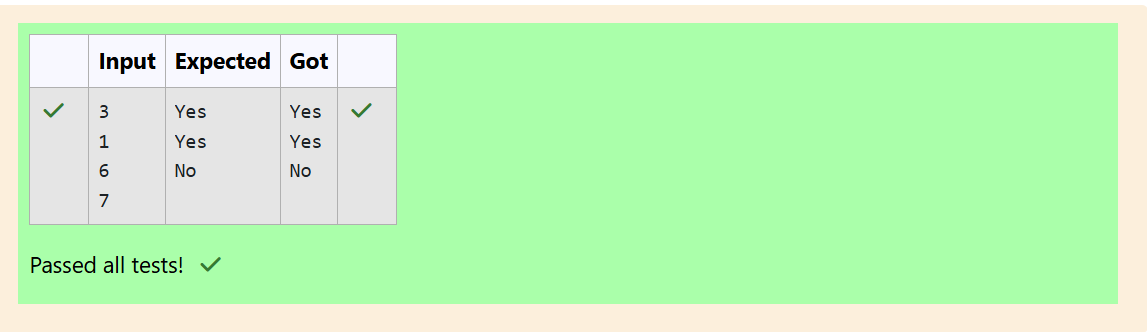 Input Expected Got
3 Yes Yes
1 Yes Yes
6 No No
7
Passed all tests!